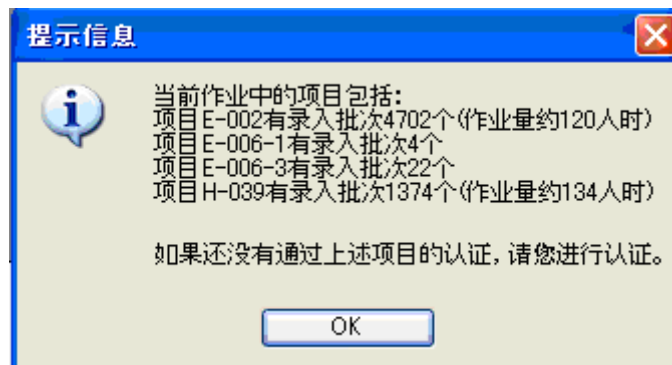 提示信息
当前作业中的项目包括:
项目E-002有录入批次4702个(作业量约120人时)
项目E-006-1有录入批次4个
项目E-006-3有录入批次22个
项目H-039有录入批次1374个(作业量约134人时)
如果还没有通过上述项目的认证,请您进行认证。
OK